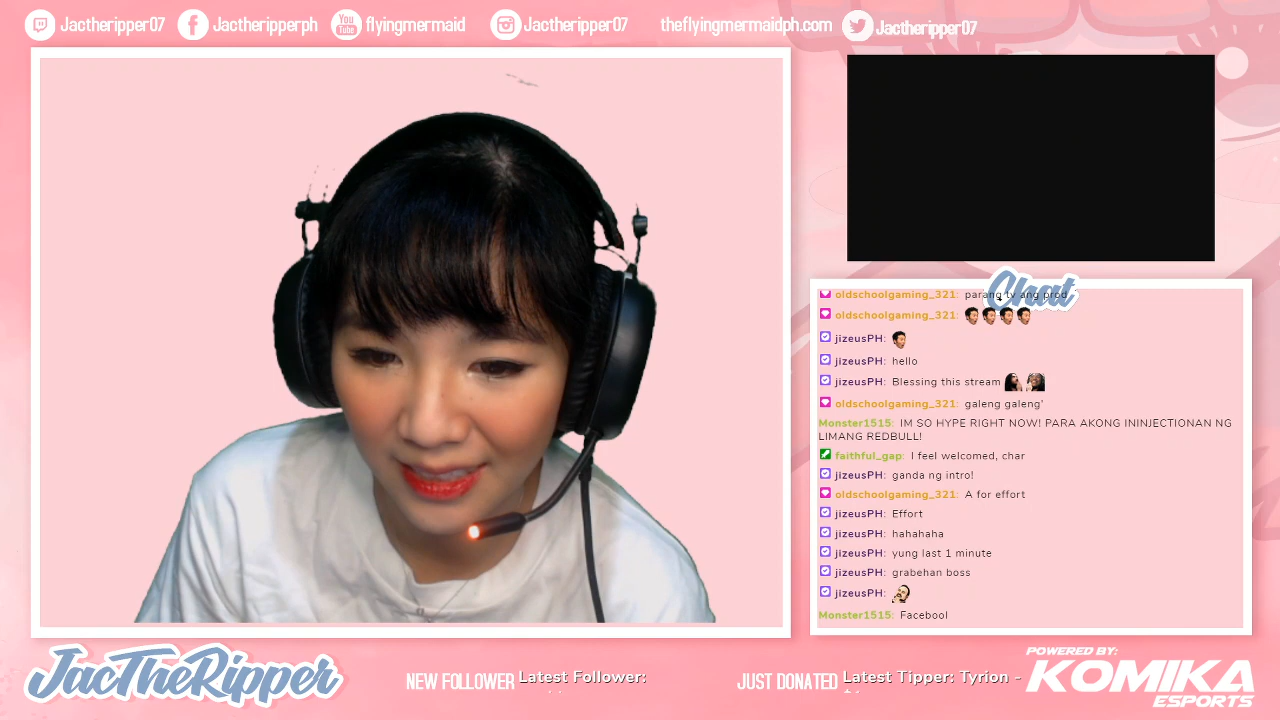 Jactheripper07
Jactheripperph
You Tube
flyingmermaid
Jactheripper07
theflyingmermaidph.com
Jactheripper07
Chat
oldschoolgaming_321: parang tv ang prod
oldschoolgaming_321:
jizeusPH:
jizeusPH: hello
jizeusPH: Blessing this stream
oldschoolgaming_321: galeng galeng'
Monster1515: IM SO HYPE RIGHT NOW! PARA AKONG ININJECTIONAN NG
LIMANG REDBULL!
faithful_gap: I feel welcomed, char
jizeusPH: ganda ng intro!
oldschoolgaming_321: A for effort
jizeusPH: Effort
jizeusPH: hahahaha
jizeusPH: yung last 1 minute
jizeusPH: grabehan boss
jizeusPH:
Monster1515: Facebool
JacTheRipper
NEW FOLLOWER Latest Follower:
JUST DONATED Latest Tipper: Tyrion -
POWERED BY:
KOMIKA
ESPORTS